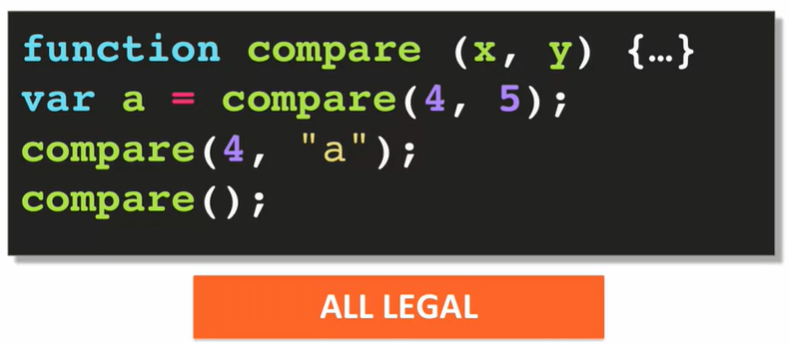 function compare (x, y) {…}
var a = compare(4, 5);
compare(4, "a");
compare();
ALL LEGAL